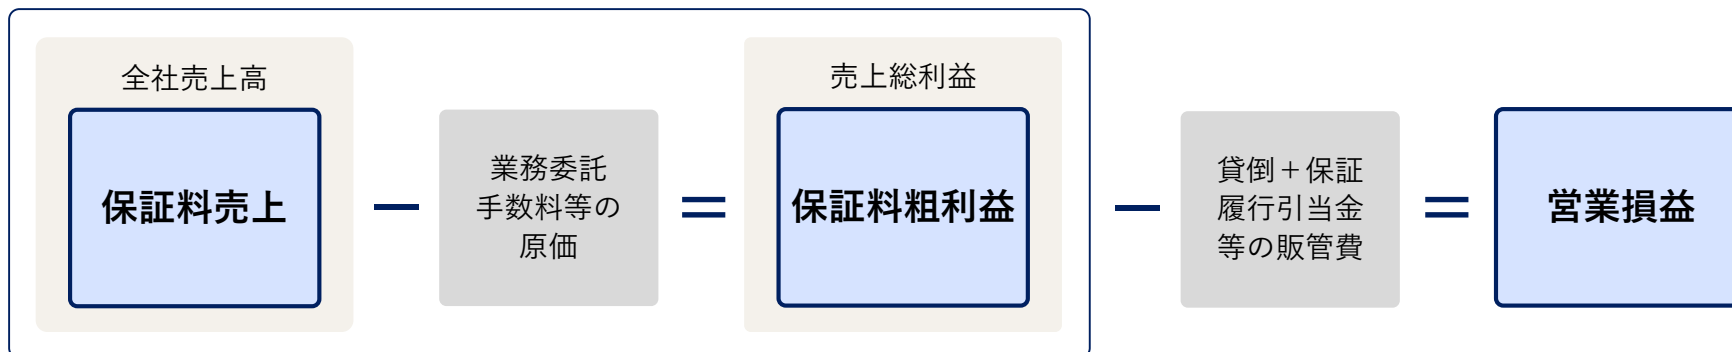 全社売上高
保証料売上
－
業務委託
手数料等の
原価
＝
売上総利益
保証料粗利益
－
貸倒＋保証
履行引当金
等の販管費
＝
営業損益